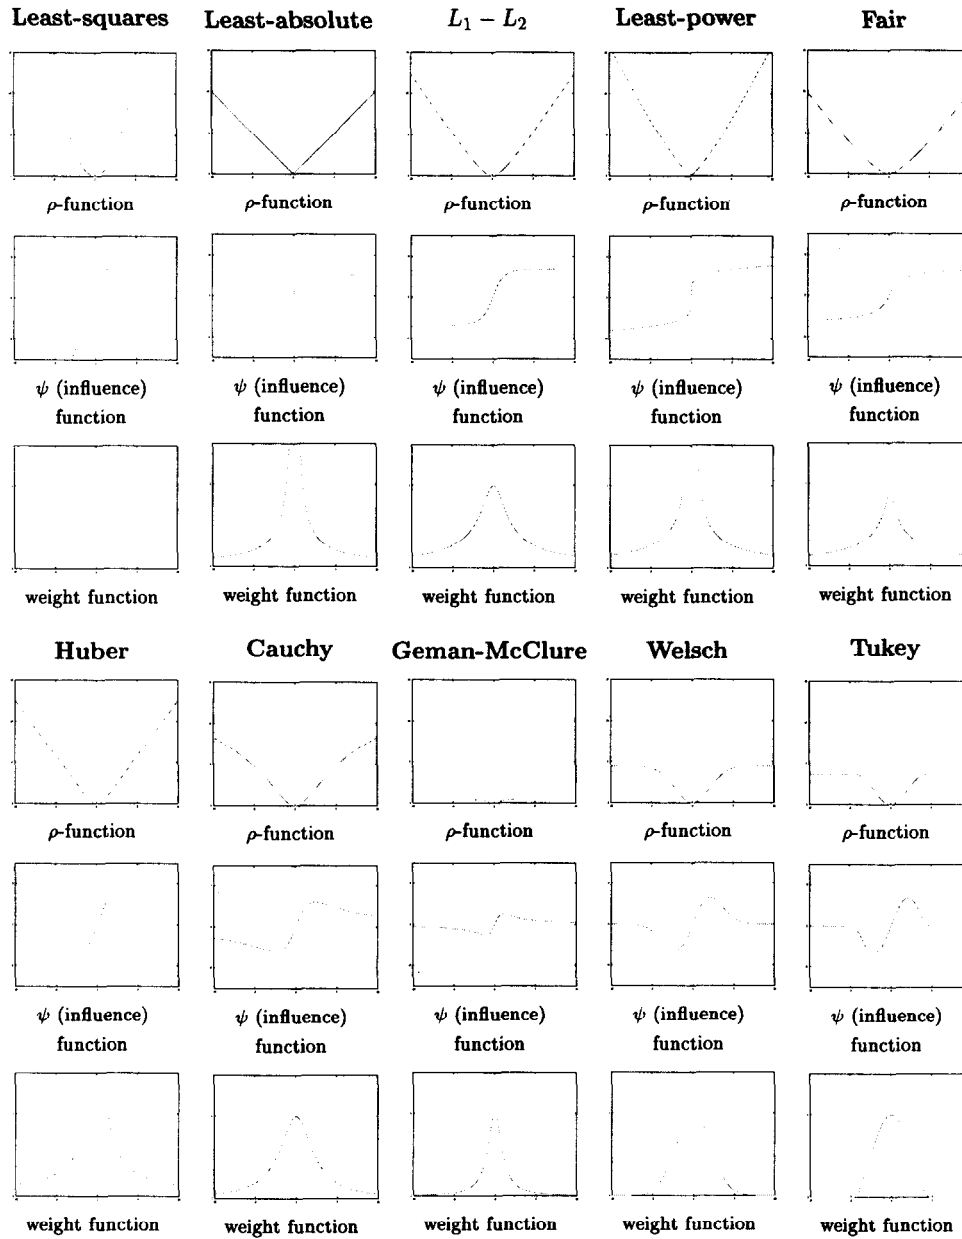 Least-squares Least-absolute L₁ − L₂ Least-power Fair
ρ-function ρ-function ρ-function ρ-function ρ-function
ψ (influence) ψ (influence) ψ (influence) ψ (influence) ψ (influence)
function function function function function
weight function weight function weight function weight function weight function
Huber Cauchy Geman-McClure Welsch Tukey
ρ-function ρ-function ρ-function ρ-function ρ-function
ψ (influence) ψ (influence) ψ (influence) ψ (influence) ψ (influence)
function function function function function
weight function weight function weight function weight function weight function